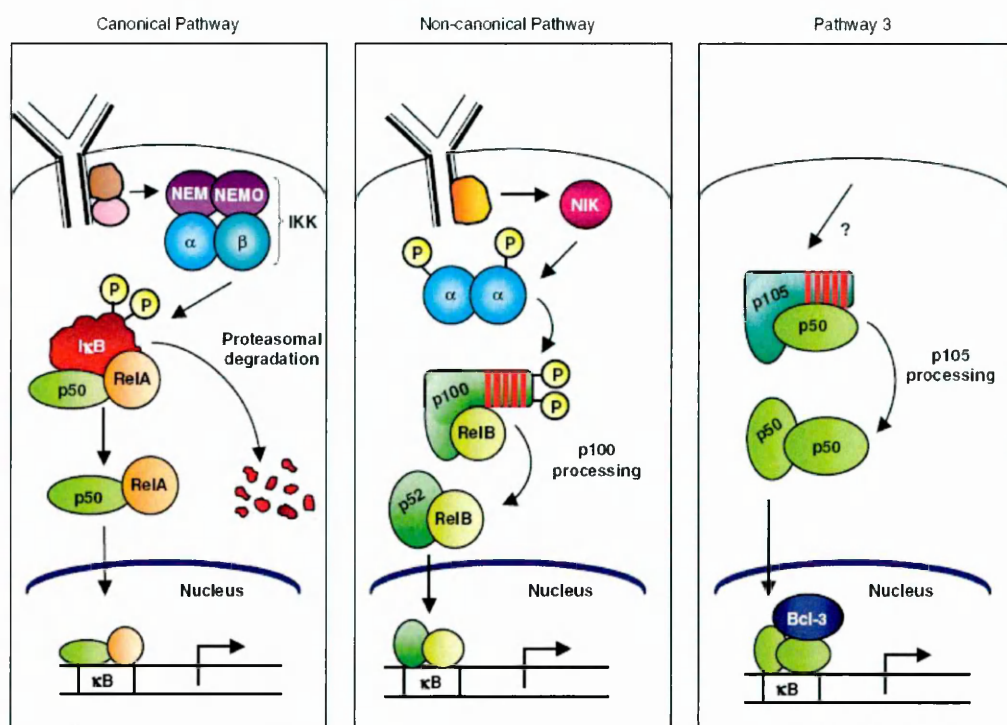 Canonical Pathway
NEM NEMO
IKK
α β
P
P
IκB
Proteasomal
degradation
p50 RelA
p50 RelA
Nucleus
κB
Non-canonical Pathway
NIK
P P
α α
P
p100
P
RelB
p100
processing
p52
RelB
Nucleus
κB
Pathway 3
?
p105
p50
p105
processing
p50
p50
Nucleus
Bcl-3
κB